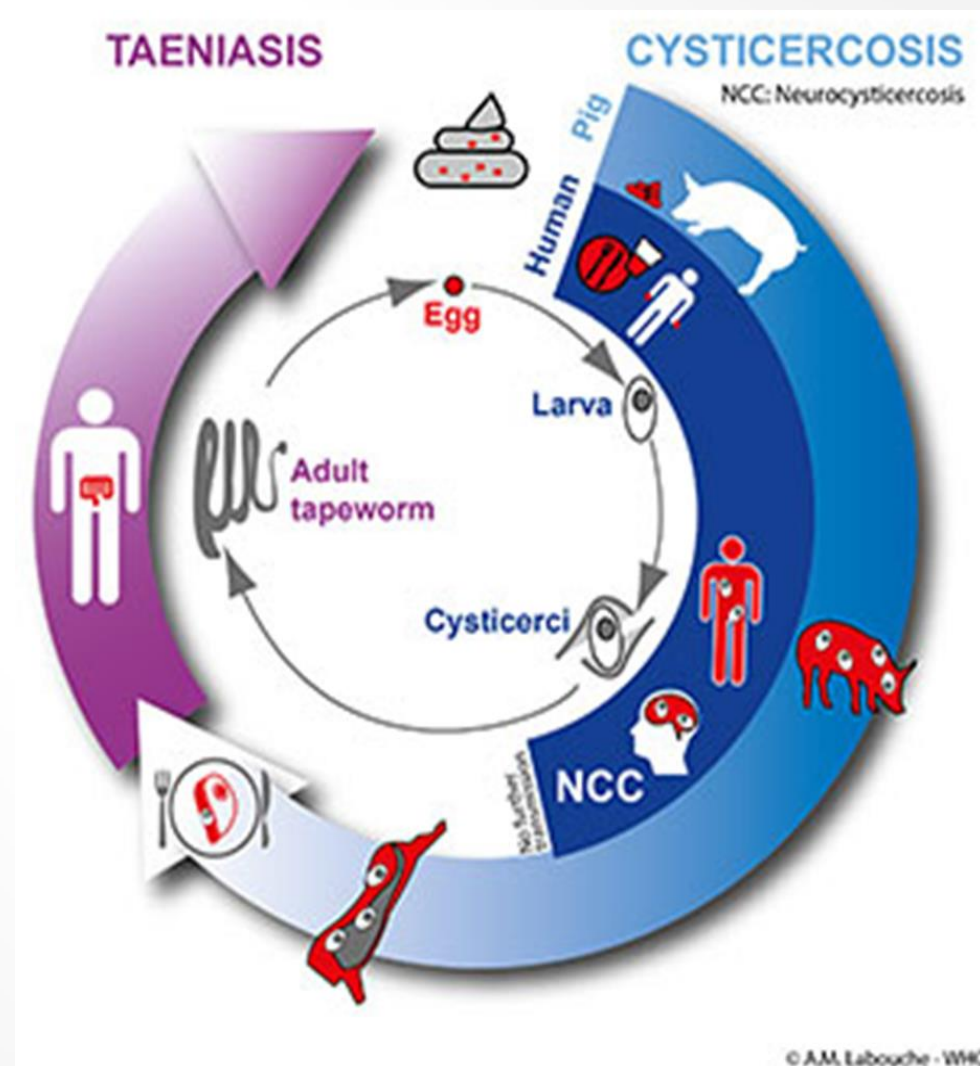 TAENIASIS
CYSTICERCOSIS
NCC: Neurocysticercosis
Pig
Human
Egg
Larva
Adult
tapeworm
Cysticerci
No further
transmission
NCC
© A.M. Labouche - WHO